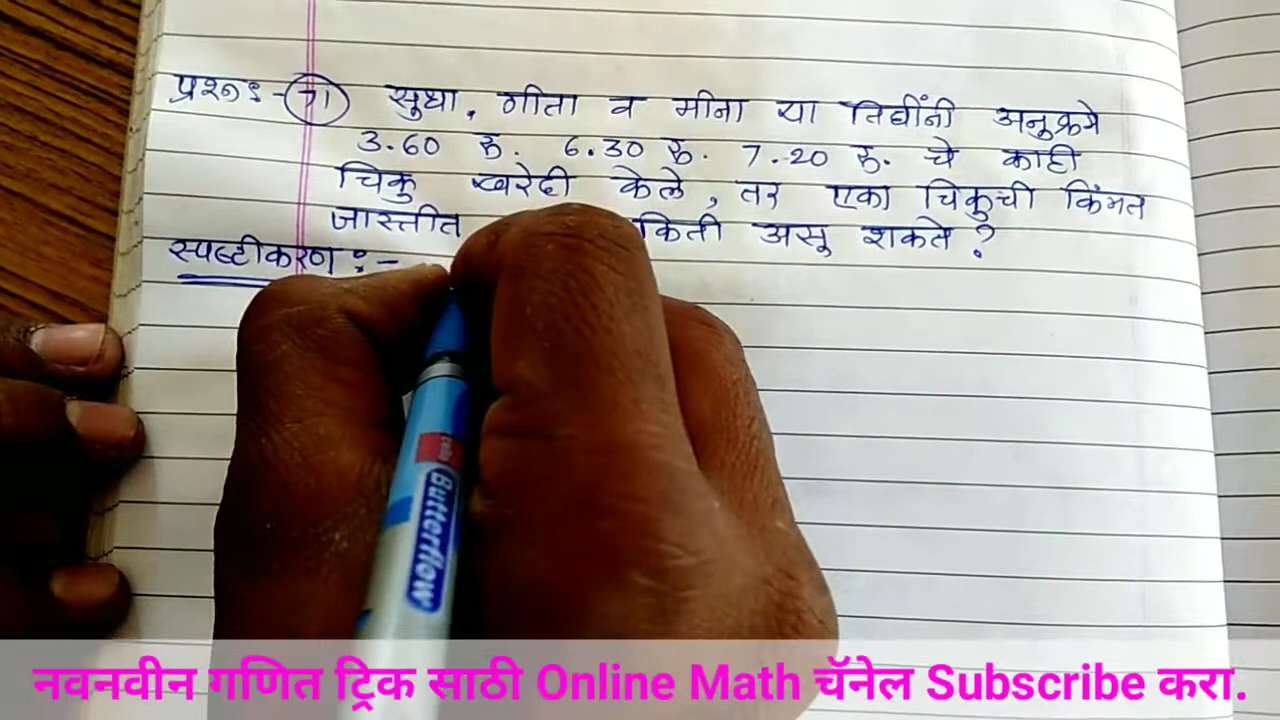 प्रश्नः- 71 सुधा, गीता व मीना या तिघींनी अनुक्रमे
3.60 रु. 6.30 रु. 7.20 रु. चे काही
चिकु खरेदी केले, तर एका चिकुची किंमत
जास्तीत किती असू शकते ?
स्पष्टीकरण :-
Cello Butterflow
नवनवीन गणित ट्रिक साठी Online Math चॅनेल Subscribe करा.